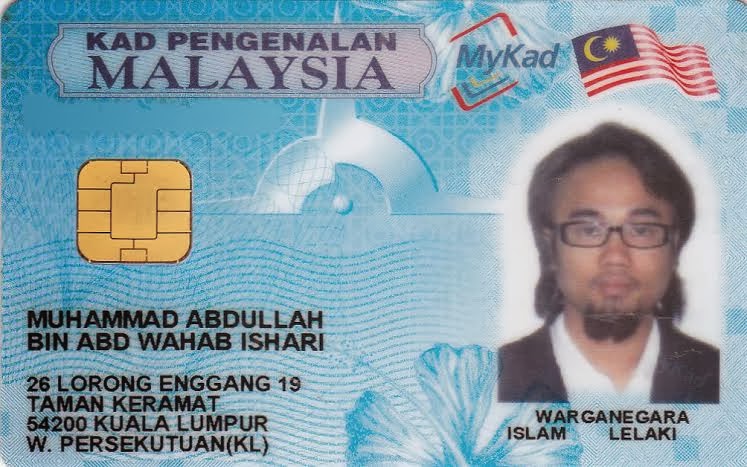 KAD PENGENALAN
MALAYSIA
MyKad
MUHAMMAD ABDULLAH
BIN ABD WAHAB ISHARI
26 LORONG ENGGANG 19
TAMAN KERAMAT
54200 KUALA LUMPUR
W. PERSEKUTUAN(KL)
WARGANEGARA
ISLAM LELAKI